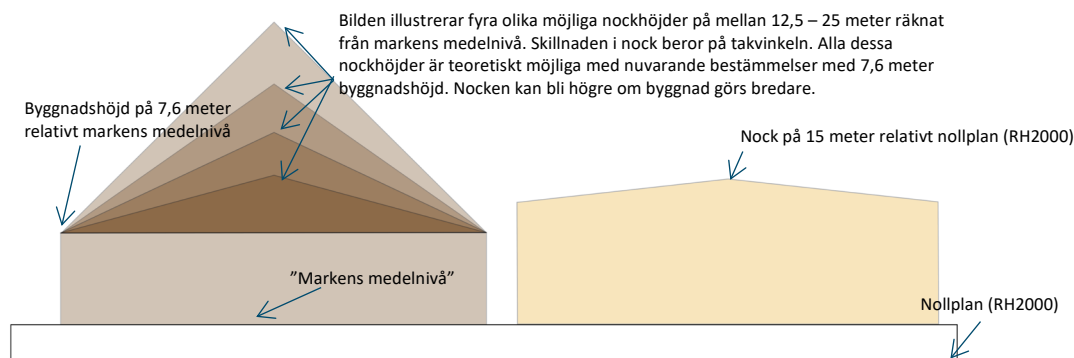 Bilden illustrerar fyra olika möjliga nockhöjder på mellan 12,5 – 25 meter räknat
från markens medelnivå. Skillnaden i nock beror på takvinkeln. Alla dessa
nockhöjder är teoretiskt möjliga med nuvarande bestämmelser med 7,6 meter
byggnadshöjd. Nocken kan bli högre om byggnad görs bredare.
Byggnadshöjd på 7,6 meter
relativt markens medelnivå
Nock på 15 meter relativt nollplan (RH2000)
”Markens medelnivå”
Nollplan (RH2000)